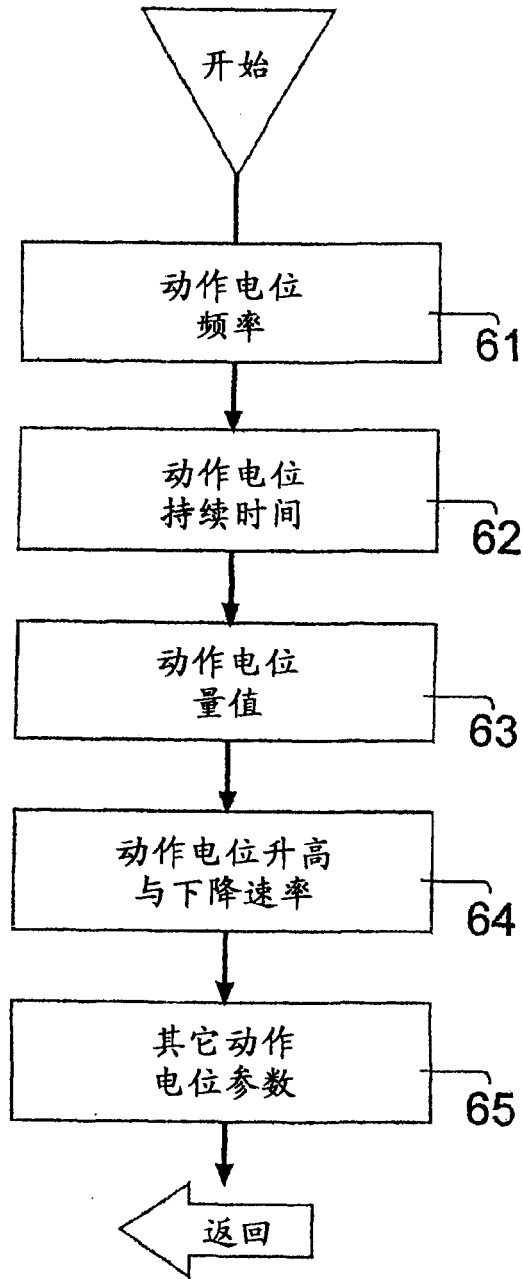 开始
动作电位
频率
61
动作电位
持续时间
62
动作电位
量值
63
动作电位升高
与下降速率
64
其它动作
电位参数
65
返回